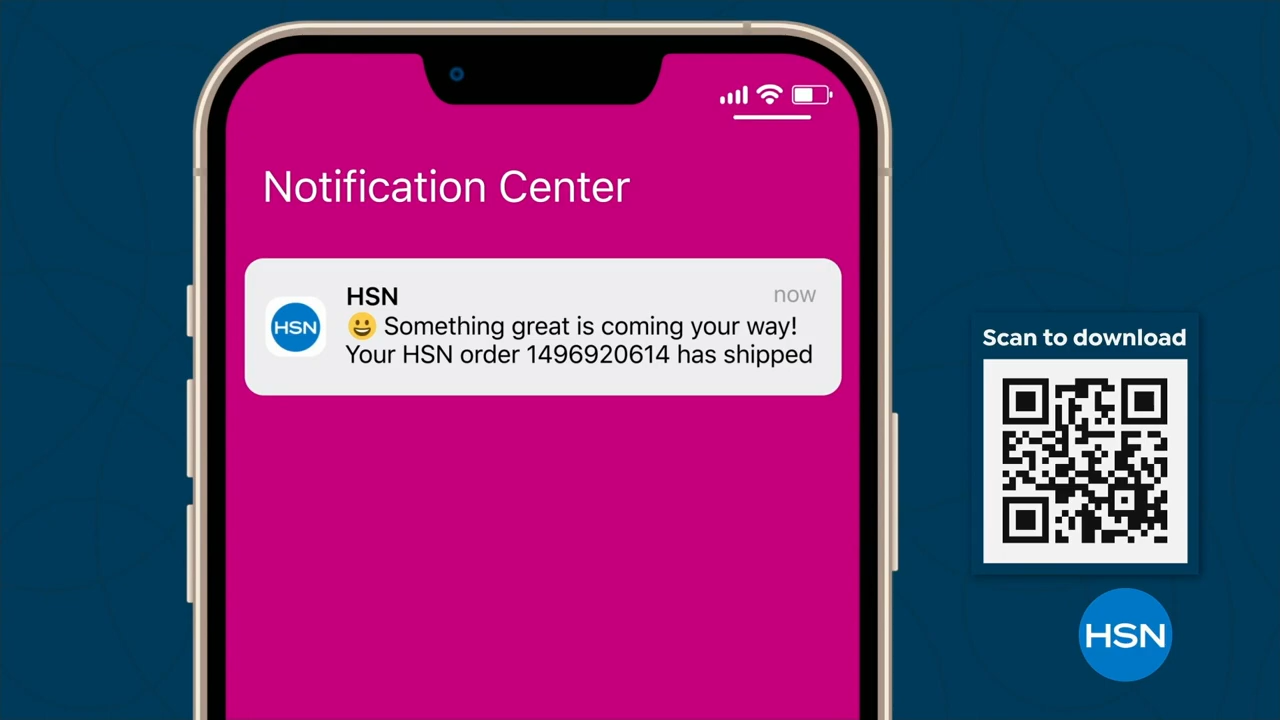 Notification Center
HSN
now
HSN
😀 Something great is coming your way!
Your HSN order 1496920614 has shipped
Scan to download
HSN